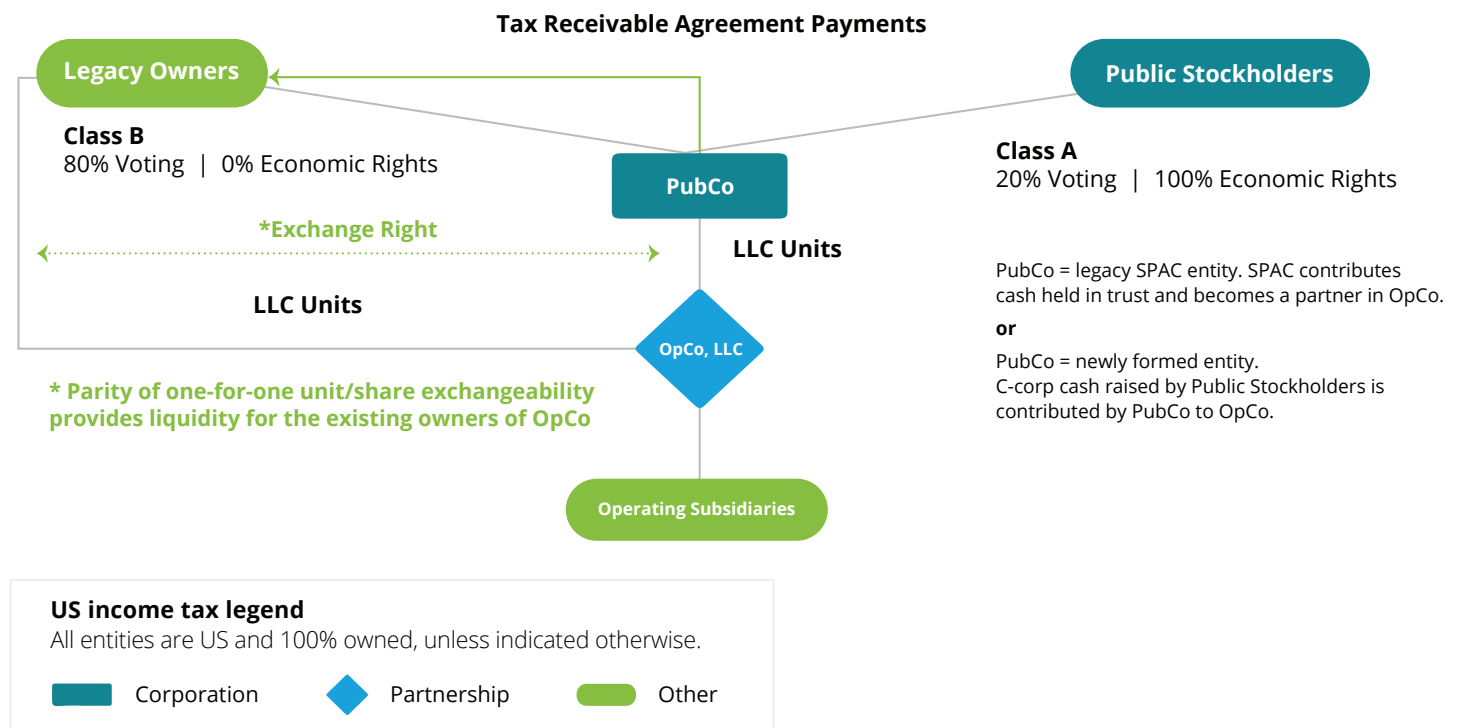 Tax Receivable Agreement Payments
Legacy Owners
Public Stockholders
Class B
80% Voting | 0% Economic Rights
PubCo
Class A
20% Voting | 100% Economic Rights
*Exchange Right
LLC Units
LLC Units
PubCo = legacy SPAC entity. SPAC contributes
cash held in trust and becomes a partner in OpCo.
or
PubCo = newly formed entity.
C-corp cash raised by Public Stockholders is
contributed by PubCo to OpCo.
OpCo, LLC
* Parity of one-for-one unit/share exchangeability
provides liquidity for the existing owners of OpCo
Operating Subsidiaries
US income tax legend
All entities are US and 100% owned, unless indicated otherwise.
Corporation
Partnership
Other